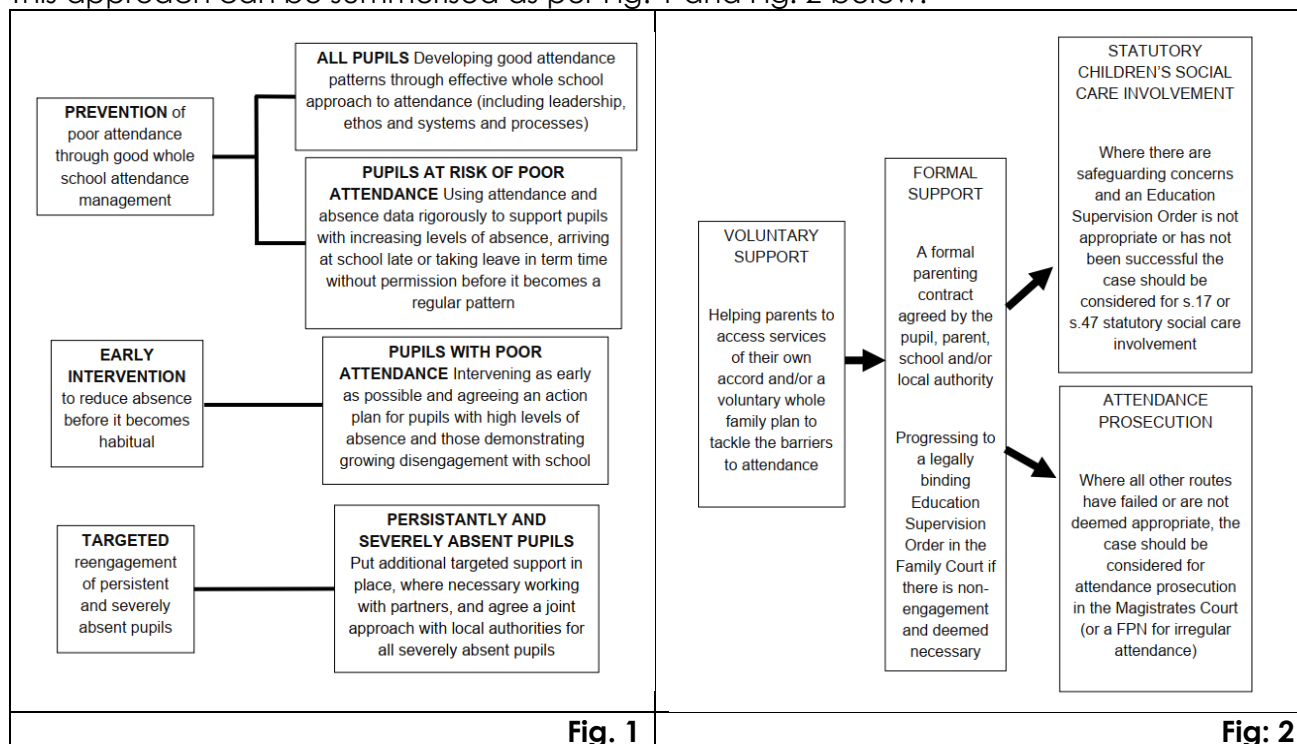 This approach can be summarised as per Fig. 1 and Fig. 2 below.
PREVENTION of
poor attendance
through good whole
school attendance
management
ALL PUPILS Developing good attendance
patterns through effective whole school
approach to attendance (including leadership,
ethos and systems and processes)
PUPILS AT RISK OF POOR
ATTENDANCE Using attendance and
absence data rigorously to support pupils
with increasing levels of absence, arriving
at school late or taking leave in term time
without permission before it becomes a
regular pattern
EARLY
INTERVENTION
to reduce absence
before it becomes
habitual
PUPILS WITH POOR
ATTENDANCE Intervening as early
as possible and agreeing an action
plan for pupils with high levels of
absence and those demonstrating
growing disengagement with school
TARGETED
reengagement
of persistent
and severely
absent pupils
PERSISTANTLY AND
SEVERELY ABSENT PUPILS
Put additional targeted support in
place, where necessary working
with partners, and agree a joint
approach with local authorities for
all severely absent pupils
Fig. 1
VOLUNTARY
SUPPORT
Helping parents to
access services
of their own
accord and/or a
voluntary whole
family plan to
tackle the barriers
to attendance
FORMAL
SUPPORT
A formal
parenting
contract
agreed by the
pupil, parent,
school and/or
local authority
Progressing to
a legally
binding
Education
Supervision
Order in the
Family Court if
there is non-
engagement
and deemed
necessary
STATUTORY
CHILDREN'S SOCIAL
CARE INVOLVEMENT
Where there are
safeguarding concerns
and an Education
Supervision Order is not
appropriate or has not
been successful the
case should be
considered for s.17 or
s.47 statutory social care
involvement
ATTENDANCE
PROSECUTION
Where all other routes
have failed or are not
deemed appropriate, the
case should be
considered for
attendance prosecution
in the Magistrates Court
(or a FPN for irregular
attendance)
Fig: 2